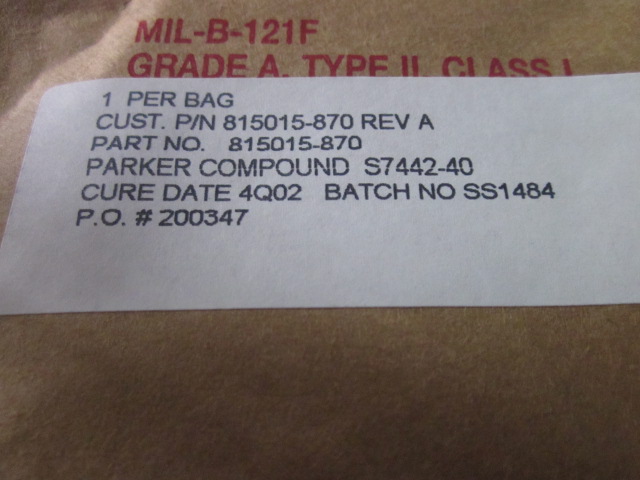 MIL-B-121F
GRADE A, TYPE II, CLASS I
1 PER BAG
CUST. P/N 815015-870 REV A
PART NO. 815015-870
PARKER COMPOUND S7442-40
CURE DATE 4Q02 BATCH NO SS1484
P.O. # 200347